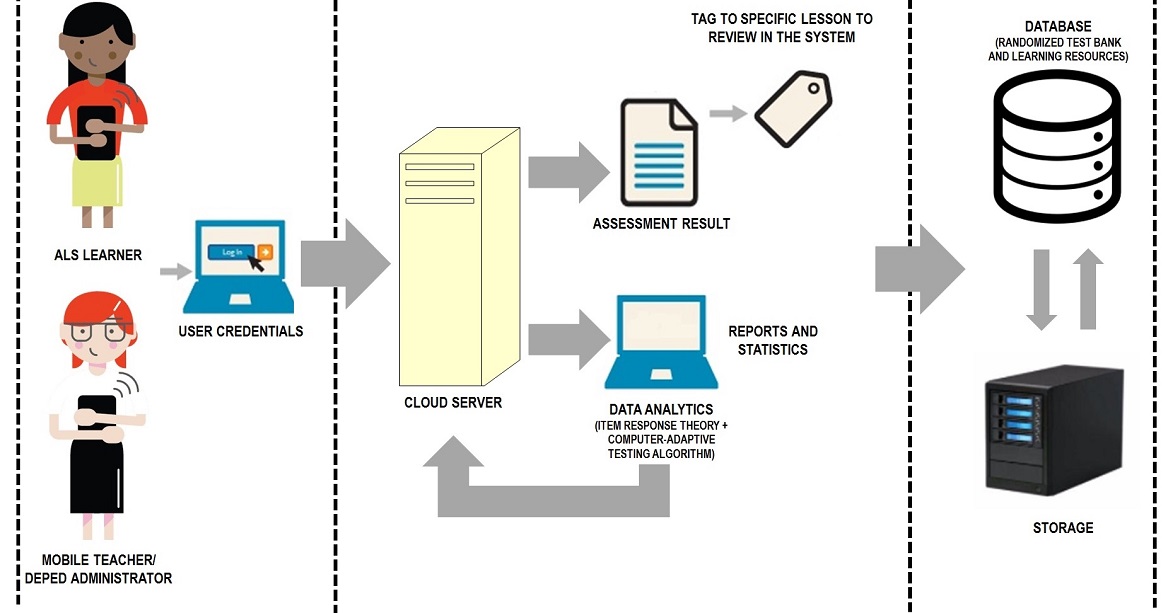 ALS LEARNER
Log In
USER CREDENTIALS
MOBILE TEACHER/
DEPED ADMINISTRATOR
CLOUD SERVER
TAG TO SPECIFIC LESSON TO
REVIEW IN THE SYSTEM
ASSESSMENT RESULT
REPORTS AND
STATISTICS
DATA ANALYTICS
(ITEM RESPONSE THEORY +
COMPUTER-ADAPTIVE
TESTING ALGORITHM)
DATABASE
(RANDOMIZED TEST BANK
AND LEARNING RESOURCES)
STORAGE